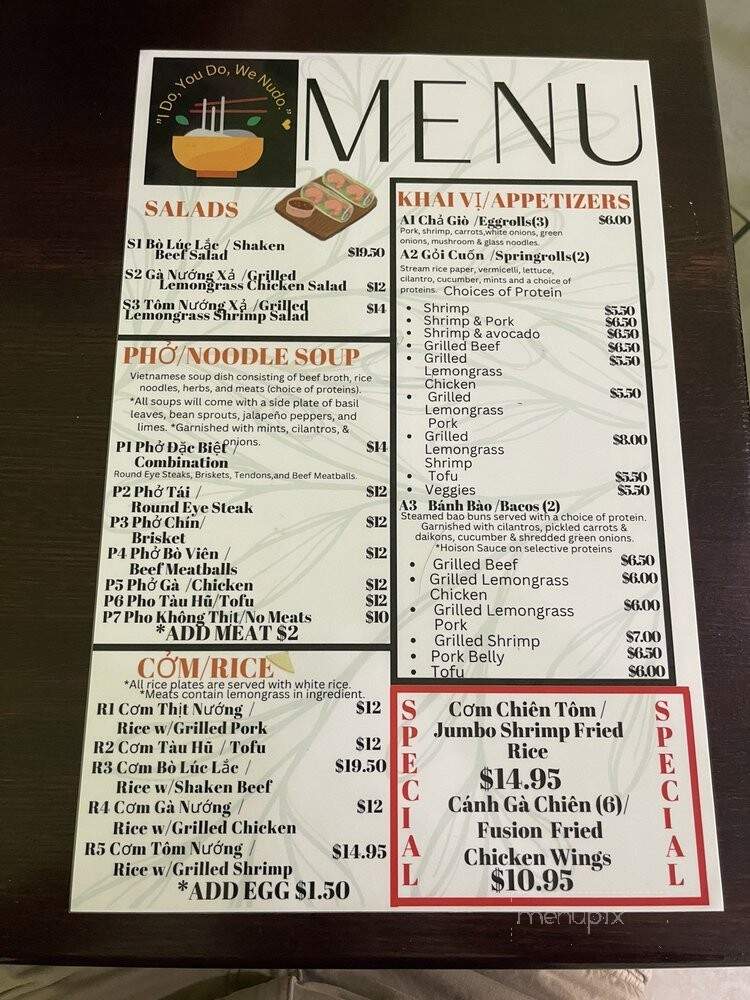 "I Do, You Do, We Nudo."
MENU
SALADS
S1 Bò Lúc Lắc / Shaken
Beef Salad $19.50
S2 Gà Nướng Xả /Grilled
Lemongrass Chicken Salad $12
S3 Tôm Nướng Xả /Grilled $14
Lemongrass Shrimp Salad
PHỞ/NOODLE SOUP
Vietnamese soup dish consisting of beef broth, rice
noodles, herbs, and meats (choice of proteins).
*All soups will come with a side plate of basil
leaves, bean sprouts, jalapeño peppers, and
limes. *Garnished with mints, cilantros, &
onions.
P1 Phở Đặc Biệt / $14
Combination
Round Eye Steaks, Briskets, Tendons,and Beef Meatballs.
P2 Phở Tái / $12
Round Eye Steak
P3 Phở Chín/ $12
Brisket
P4 Phở Bò Viên / $12
Beef Meatballs
P5 Phở Gà /Chicken $12
P6 Pho Tàu Hũ/Tofu $12
P7 Pho Không Thịt/No Meats $10
*ADD MEAT $2
CỞM/RICE
*All rice plates are served with white rice.
*Meats contain lemongrass in ingredient.
R1 Cơm Thịt Nướng / $12
Rice w/Grilled Pork
R2 Cơm Tàu Hũ / Tofu $12
R3 Cơm Bò Lúc Lắc / $19.50
Rice w/Shaken Beef
R4 Cơm Gà Nướng / $12
Rice w/Grilled Chicken
R5 Cơm Tôm Nướng / $14.95
Rice w/Grilled Shrimp
*ADD EGG $1.50
KHAI VỊ/APPETIZERS
A1 Chả Giò /Eggrolls(3) $6.00
Pork, shrimp, carrots,white onions, green
onions, mushroom & glass noodles.
A2 Gỏi Cuốn /Springrolls(2)
Stream rice paper, vermicelli, lettuce,
cilantro, cucumber, mints and a choice of
proteins. Choices of Protein
• Shrimp $5.50
• Shrimp & Pork $6.50
• Shrimp & avocado $6.50
• Grilled Beef $6.50
• Grilled $5.50
Lemongrass
Chicken
• Grilled $5.50
Lemongrass
Pork
• Grilled $8.00
Lemongrass
Shrimp
• Tofu $5.50
• Veggies $5.50
A3 Bánh Bào /Bacos (2)
Steamed bao buns served with a choice of protein.
Garnished with cilantros, pickled carrots &
daikons, cucumber & shredded green onions.
*Hoison Sauce on selective proteins
• Grilled Beef $6.50
• Grilled Lemongrass $6.00
Chicken
• Grilled Lemongrass $6.00
Pork
• Grilled Shrimp $7.00
• Pork Belly $6.50
• Tofu $6.00
SPECIAL
Cơm Chiên Tôm /
Jumbo Shrimp Fried
Rice
$14.95
Cánh Gà Chiên (6)/
Fusion Fried
Chicken Wings
$10.95
SPECIAL
menupix